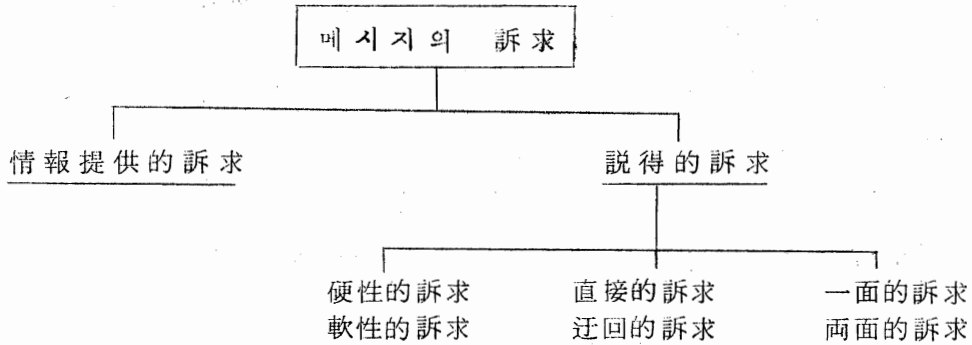 메시지의 訴求
情報提供的訴求 説得的訴求
硬性的訴求 直接的訴求 一面的訴求
軟性的訴求 迂回的訴求 両面的訴求